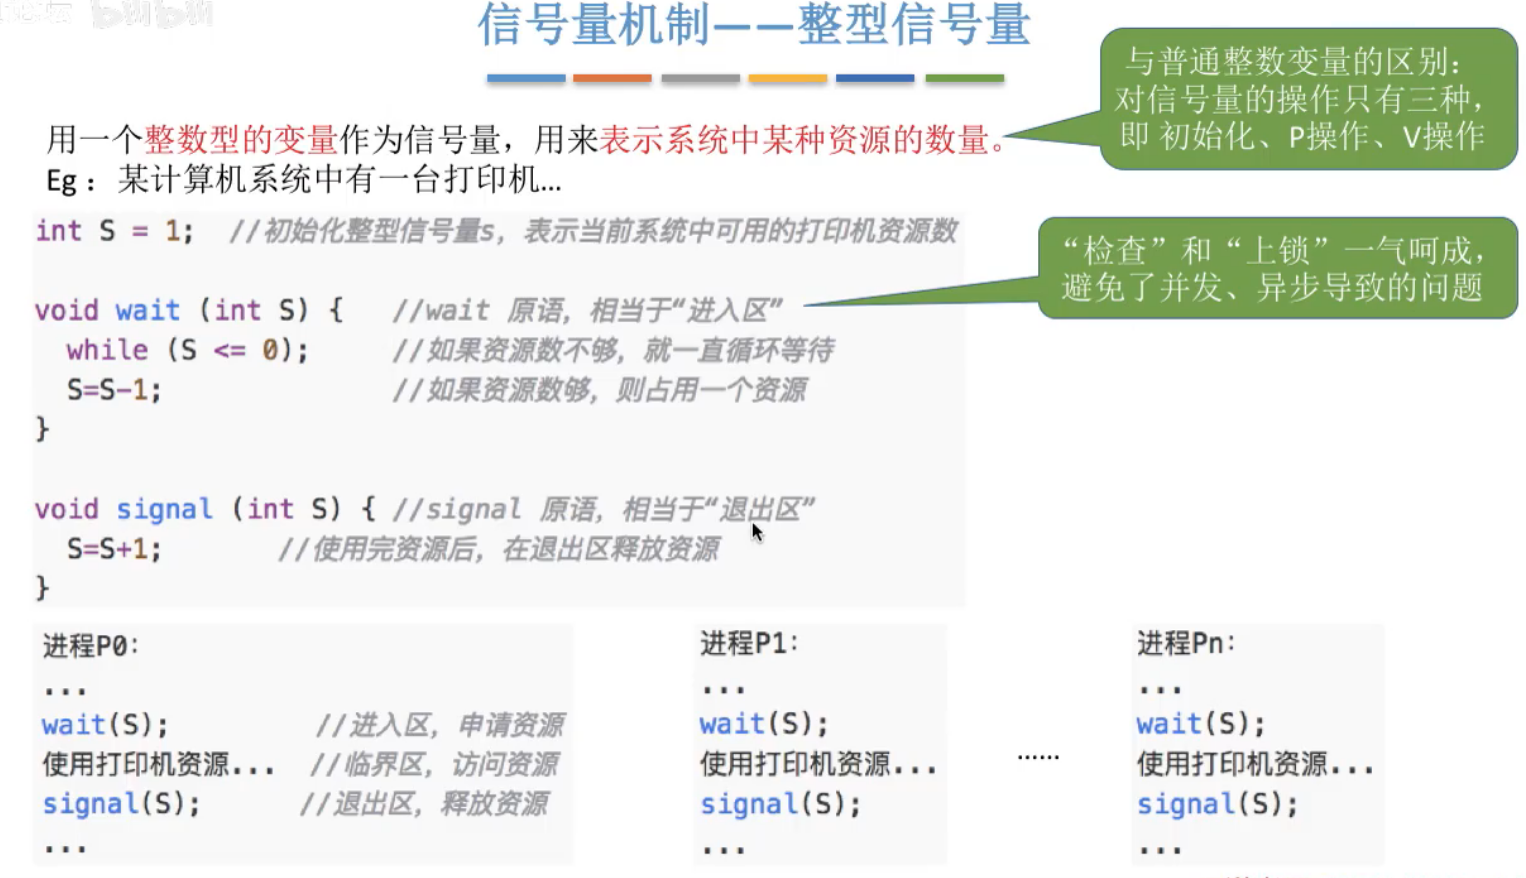 信号量机制——整型信号量
与普通整数变量的区别：
对信号量的操作只有三种，
即 初始化、P操作、V操作
用一个整数型的变量作为信号量，用来表示系统中某种资源的数量。
Eg：某计算机系统中有一台打印机...
int S = 1;  //初始化整型信号量s，表示当前系统中可用的打印机资源数
void wait (int S) {  //wait 原语，相当于“进入区”
“检查”和“上锁”一气呵成，
避免了并发、异步导致的问题
while (S <= 0);  //如果资源数不够，就一直循环等待
S=S-1;  //如果资源数够，则占用一个资源
}
void signal (int S) { //signal 原语，相当于“退出区”
S=S+1;  //使用完资源后，在退出区释放资源
}
进程P0：
...
wait(S);  //进入区，申请资源
使用打印机资源...  //临界区，访问资源
signal(S);  //退出区，释放资源
...
进程P1：
...
wait(S);
使用打印机资源...
signal(S);
...
......
进程Pn：
...
wait(S);
使用打印机资源...
signal(S);
...